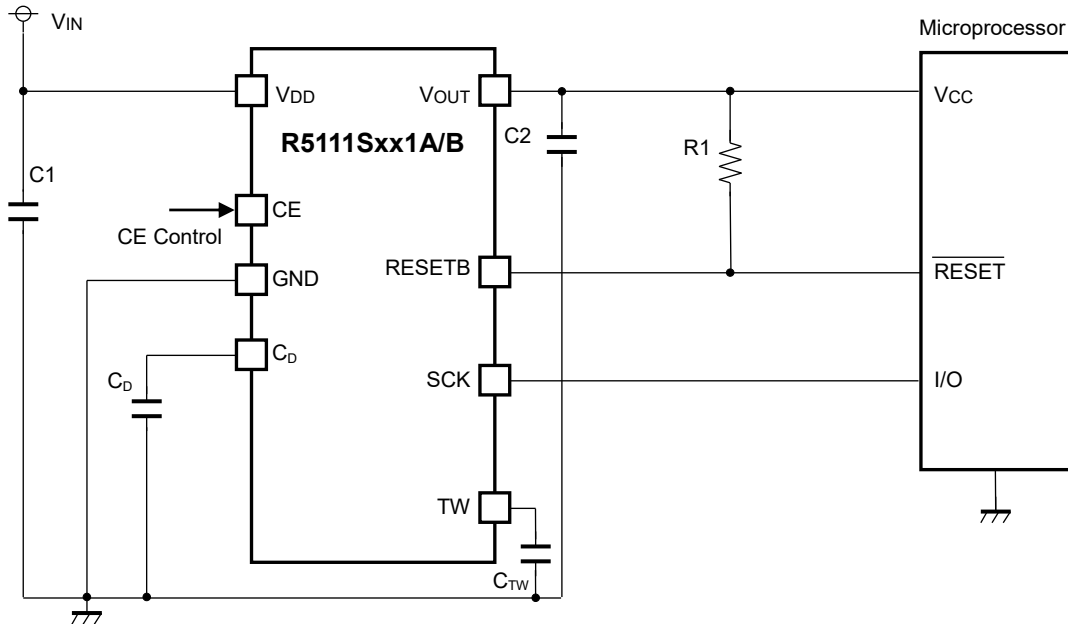 VIN
Microprocessor
VDD
VOUT
VCC
R5111Sxx1A/B
C2
R1
C1
CE
CE Control
RESETB
RESET
GND
CD
CD
SCK
I/O
TW
CTW